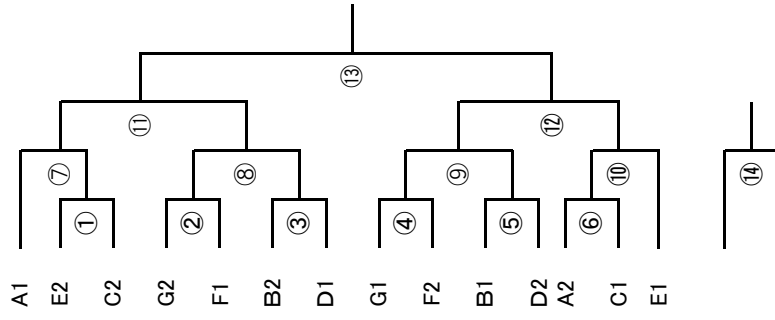 ⑬
⑪ ⑫
⑦ ⑧ ⑨ ⑩ ⑭
① ② ③ ④ ⑤ ⑥
A1 E2 C2 G2 F1 B2 D1 G1 F2 B1 D2 A2 C1 E1